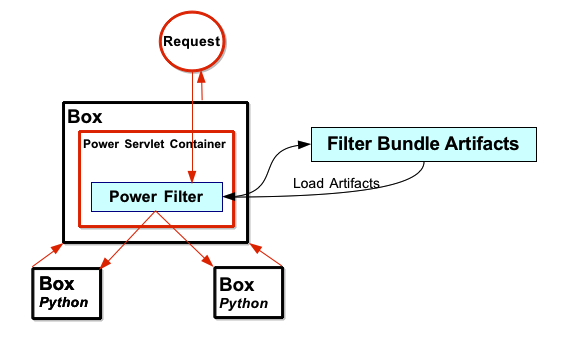 Request
Box
Power Servlet Container
Power Filter
Filter Bundle Artifacts
Load Artifacts
Box
Python
Box
Python